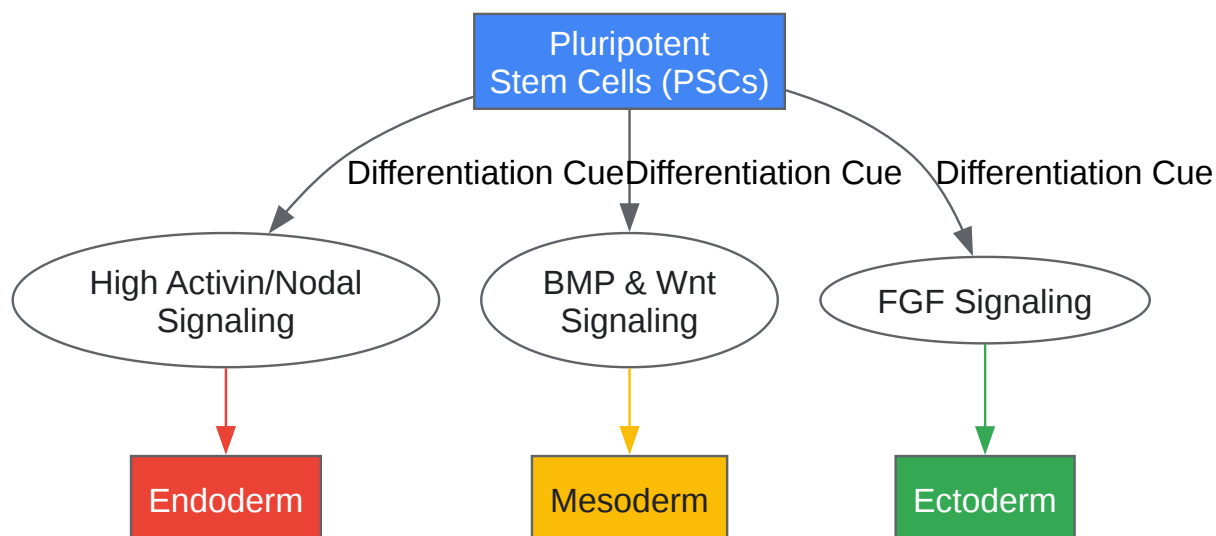 Pluripotent
Stem Cells (PSCs)
Differentiation Cue
Differentiation Cue
Differentiation Cue
High Activin/Nodal
Signaling
BMP & Wnt
Signaling
FGF Signaling
Endoderm
Mesoderm
Ectoderm